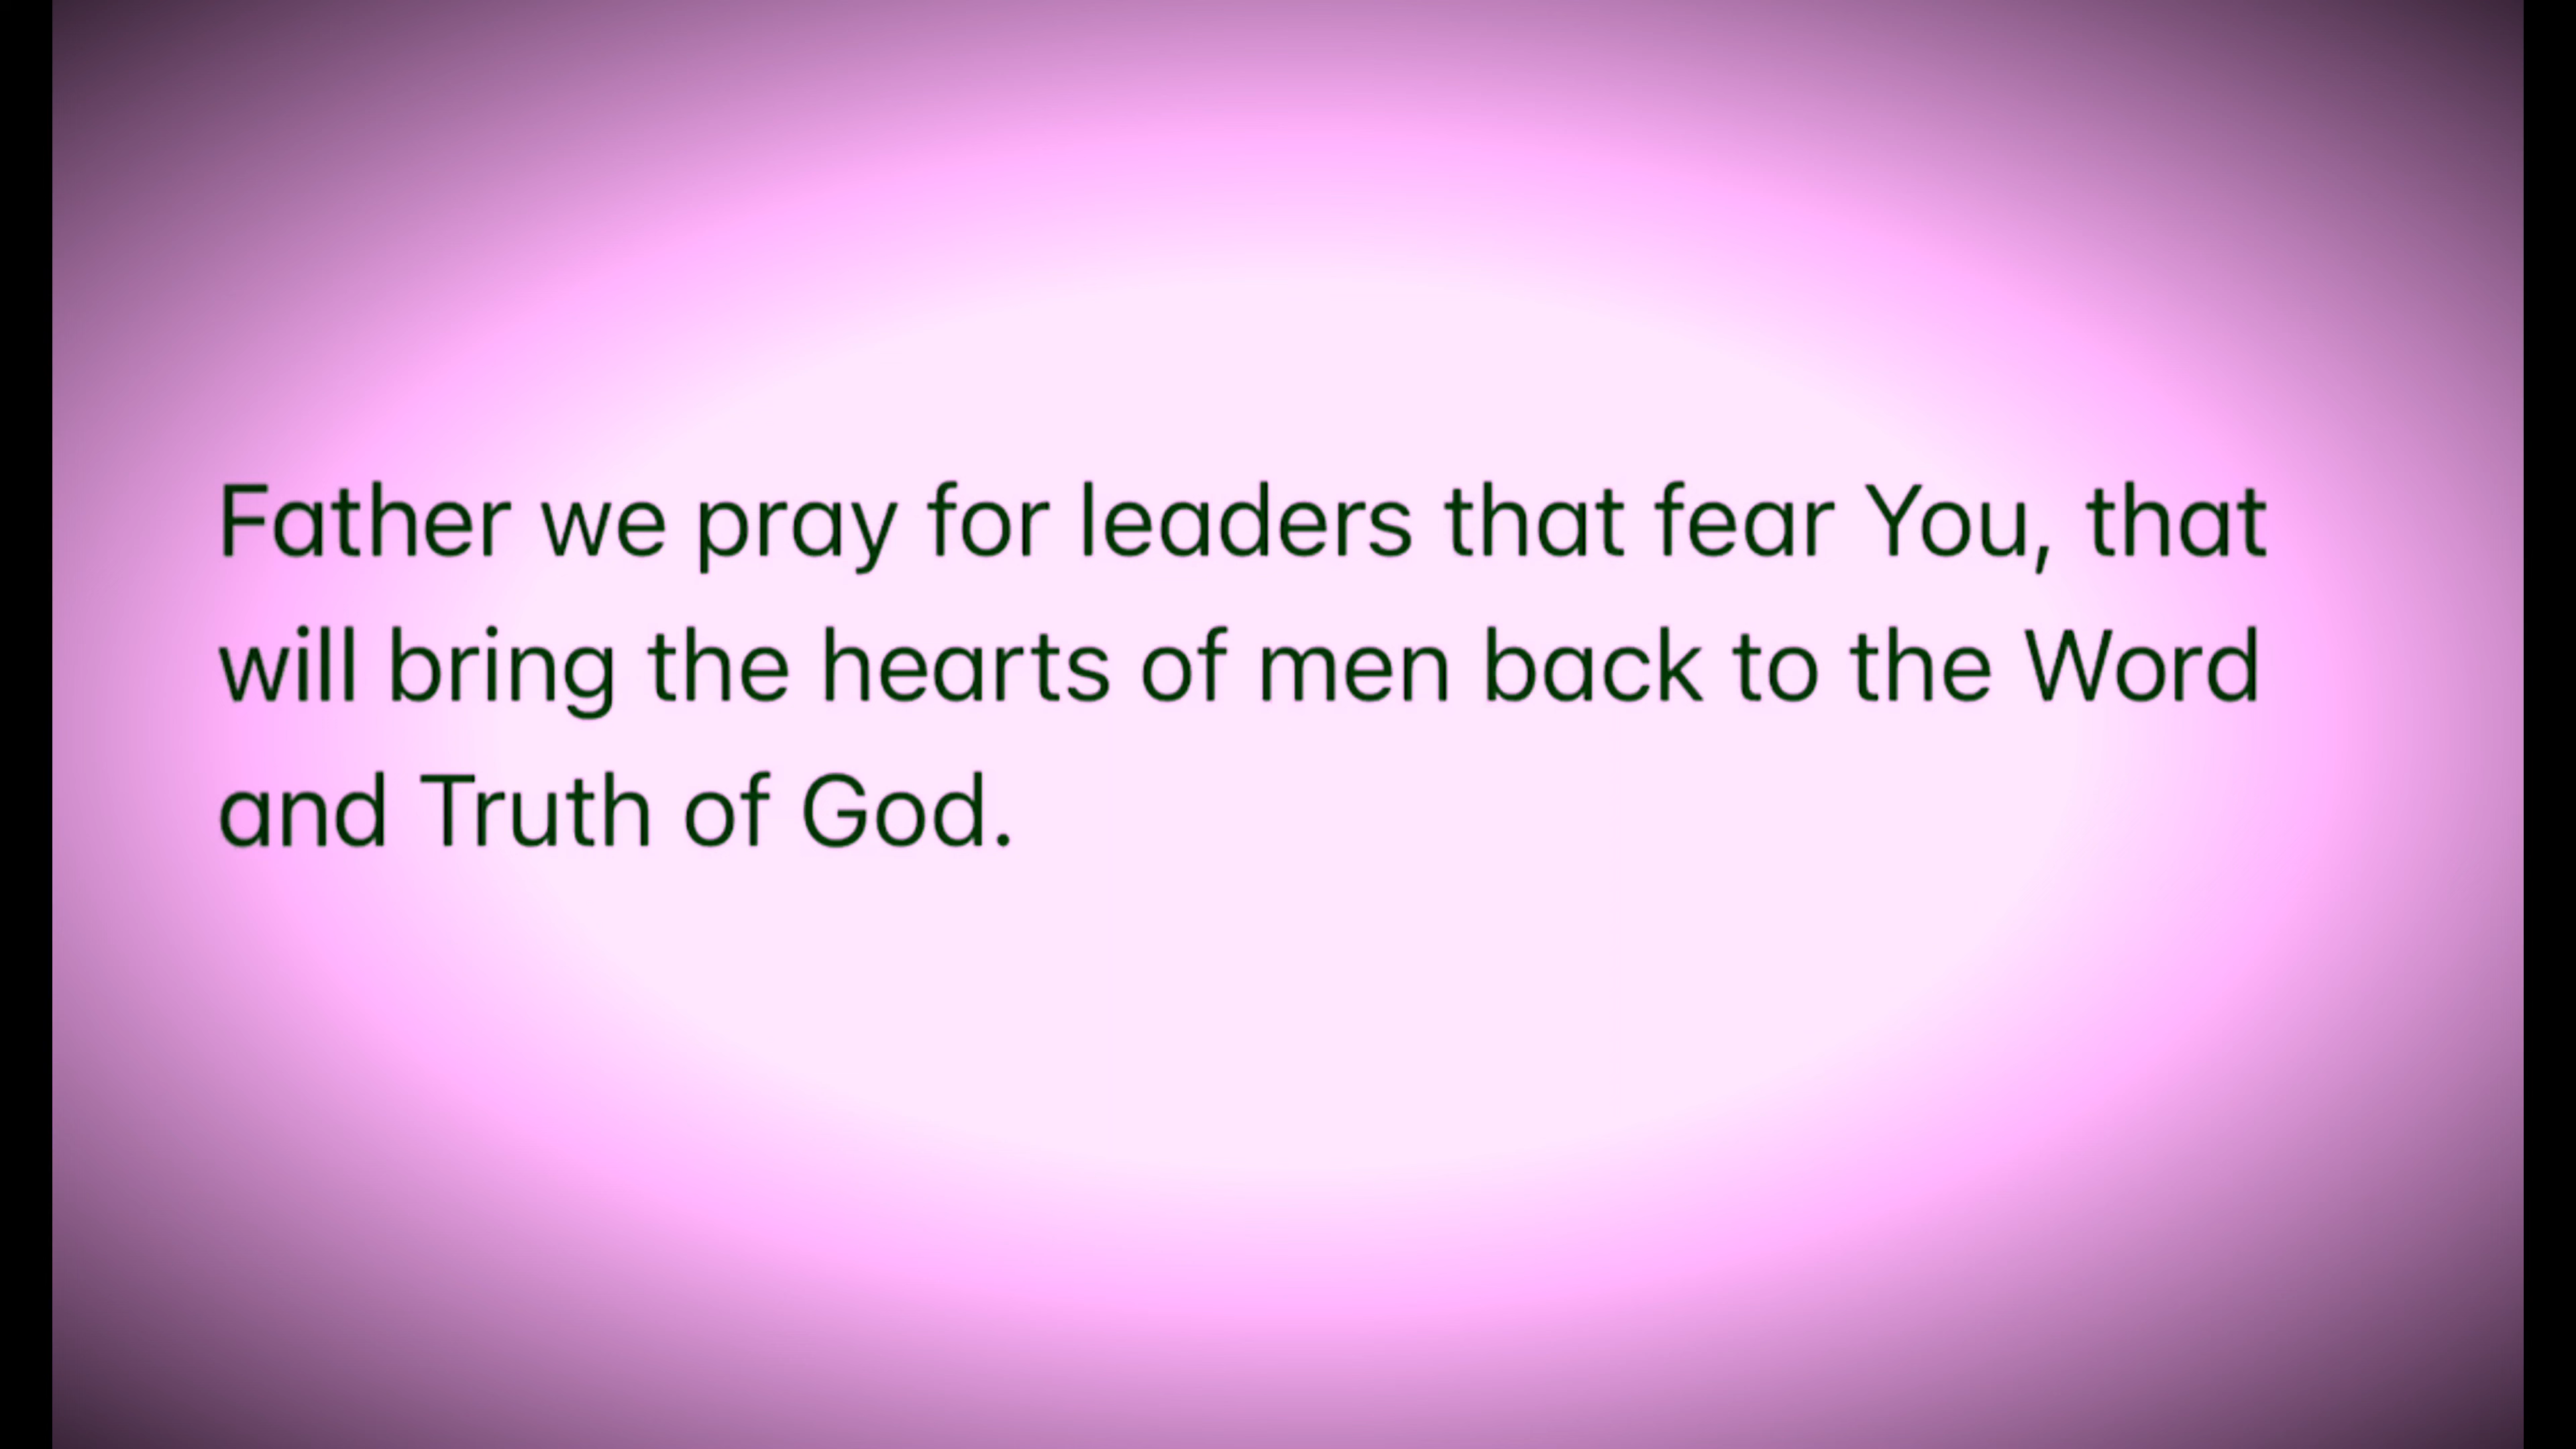 Father we pray for leaders that fear You, that
will bring the hearts of men back to the Word
and Truth of God.